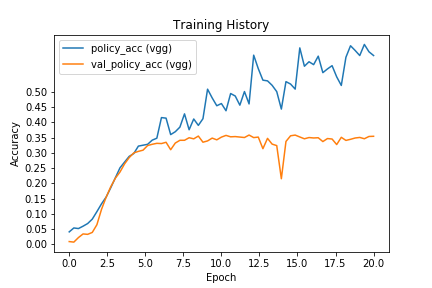 Training History
policy_acc (vgg)
val_policy_acc (vgg)
0.50
0.45
0.40
0.35
0.30
0.25
0.20
0.15
0.10
0.05
0.00
Accuracy
0.0 2.5 5.0 7.5 10.0 12.5 15.0 17.5 20.0
Epoch